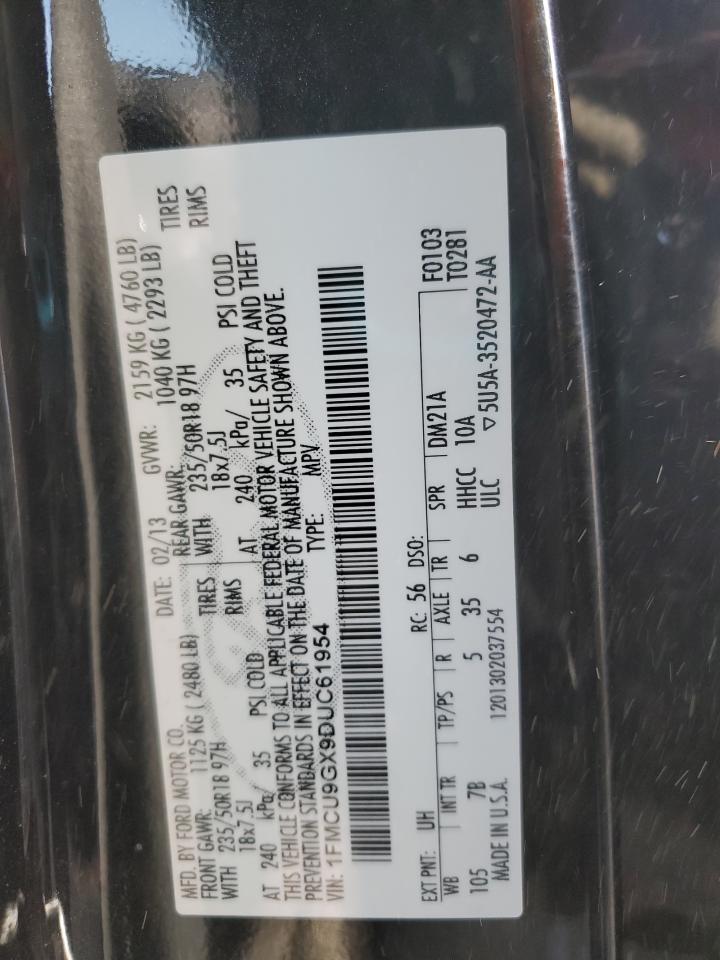 MFD. BY FORD MOTOR CO.
DATE: 02/13 GVWR: 2159 KG ( 4760 LB)
FRONT GAWR: 1125 KG ( 2480 LB) REAR GAWR: 1040 KG ( 2293 LB)
WITH 235/50R18 97H TIRES WITH 235/50R18 97H TIRES
18x7.5J RIMS 18x7.5J RIMS
AT 240 kPa/ 35 PSI COLD AT 240 kPa/ 35 PSI COLD
THIS VEHICLE CONFORMS TO ALL APPLICABLE FEDERAL MOTOR VEHICLE SAFETY AND THEFT
PREVENTION STANDARDS IN EFFECT ON THE DATE OF MANUFACTURE SHOWN ABOVE.
VIN: 1FMCU9GX9DUC61954 TYPE: MPV
EXT PNT: UH RC: 56 DSO: F0103
WB INT TR TP/PS R AXLE TR SPR DM21A T0281
105 7B 5 35 6 HHCC 10A
MADE IN U.S.A. 1201302037554 ULC ▽5U5A-3520472-AA